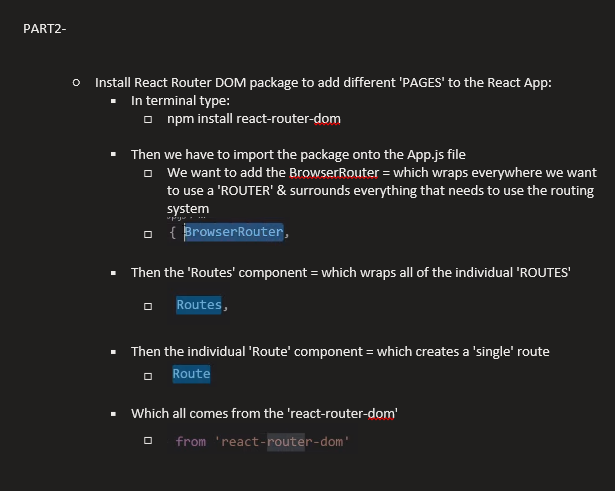 PART2-
Install React Router DOM package to add different 'PAGES' to the React App:
In terminal type:
npm install react-router-dom
Then we have to import the package onto the App.js file
We want to add the BrowserRouter = which wraps everywhere we want
to use a 'ROUTER' & surrounds everything that needs to use the routing
system
{ BrowserRouter,
Then the 'Routes' component = which wraps all of the individual 'ROUTES'
Routes,
Then the individual 'Route' component = which creates a 'single' route
Route
Which all comes from the 'react-router-dom'
from 'react-router-dom'